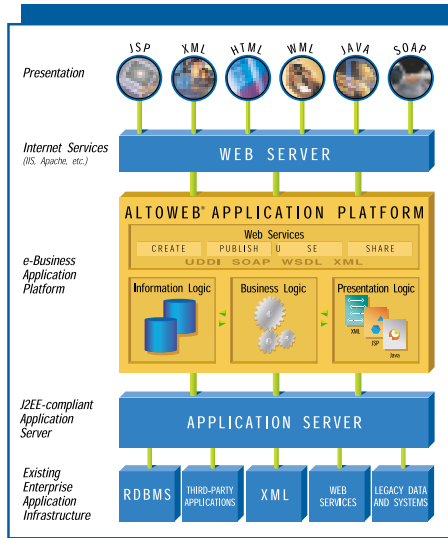 JSP XML HTML WML JAVA SOAP
Presentation
Internet Services
(IIS, Apache, etc.)
WEB SERVER
ALTOWEB® APPLICATION PLATFORM
Web Services
CREATE PUBLISH U SE SHARE
UDDI SOAP WSDL XML
e-Business
Application
Platform
Information Logic
Business Logic
Presentation Logic
XML
JSP
Java
J2EE-compliant
Application
Server
APPLICATION SERVER
Existing
Enterprise
Application
Infrastructure
RDBMS
THIRD-PARTY
APPLICATIONS
XML
WEB
SERVICES
LEGACY DATA
AND SYSTEMS